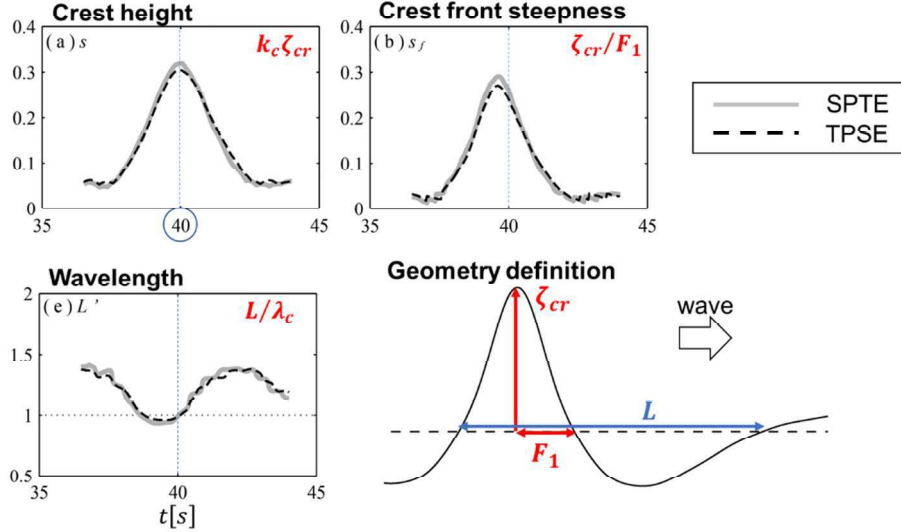 Crest height
(a) s
k_c ζ_cr
0.4
0.3
0.2
0.1
0
35
40
45
Crest front steepness
(b) s_f
ζ_cr/F_1
0.4
0.3
0.2
0.1
0
35
40
45
SPTE
TPSE
Wavelength
(e) L'
L/λ_c
2
1.5
1
0.5
35
40
45
t[s]
Geometry definition
ζ_cr
wave
L
F_1